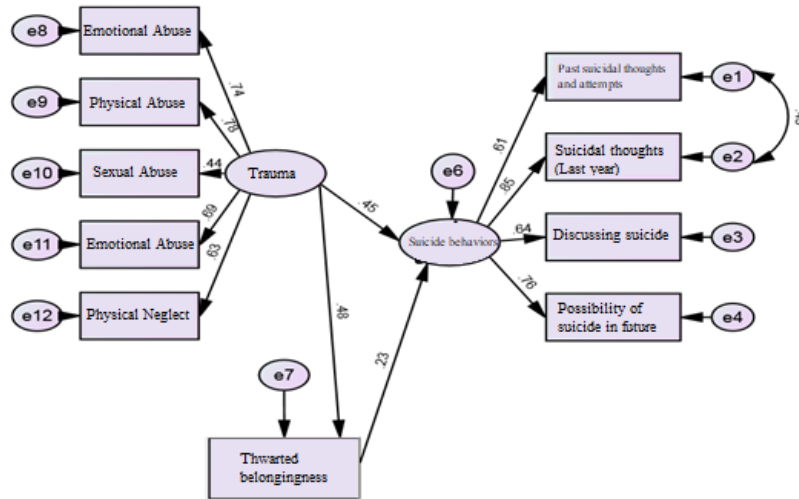 e8
Emotional Abuse
.74
e9
Physical Abuse
.78
e10
Sexual Abuse
.44
Trauma
e11
Emotional Abuse
.69
e12
Physical Neglect
.63
.45
.48
e7
Thwarted
belongingness
.23
e6
Suicide behaviors
.61
Past suicidal thoughts
and attempts
e1
.85
Suicidal thoughts
(Last year)
e2
.64
Discussing suicide
e3
.76
Possibility of
suicide in future
e4